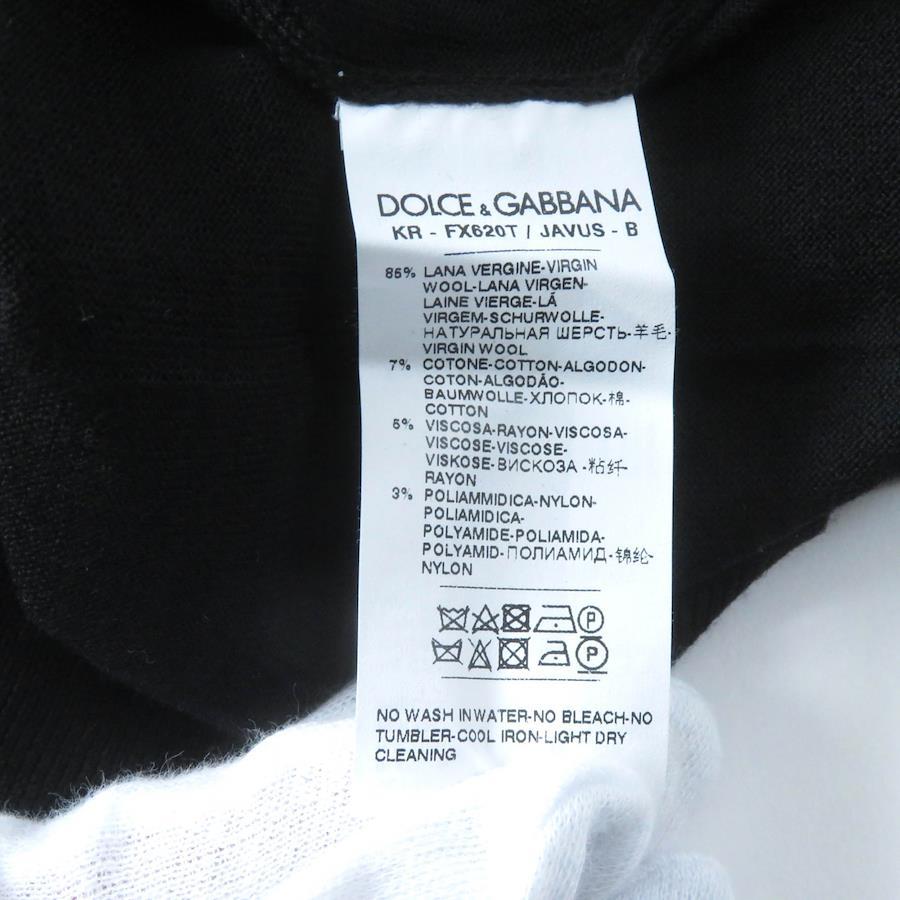 DOLCE & GABBANA
KR - FX620T / JAVUS - B
85% LANA VERGINE-VIRGIN
WOOL-LANA VIRGEN-
LAINE VIERGE-LÃ
VIRGEM-SCHURWOLLE-
НАТУРАЛЬНАЯ ШЕРСТЬ-羊毛-
VIRGIN WOOL
7% COTONE-COTTON-ALGODON-
COTON-ALGODÃO-
BAUMWOLLE-ХЛОПОК-棉-
COTTON
5% VISCOSA-RAYON-VISCOSA-
VISCOSE-VISCOSE-
VISKOSE-ВИСКОЗА -粘纤-
RAYON
3% POLIAMMIDICA-NYLON-
POLIAMIDICA-
POLYAMIDE-POLIAMIDA-
POLYAMID-ПОЛИАМИД-锦纶-
NYLON
P
P
NO WASH IN WATER-NO BLEACH-NO
TUMBLER-COOL IRON-LIGHT DRY
CLEANING